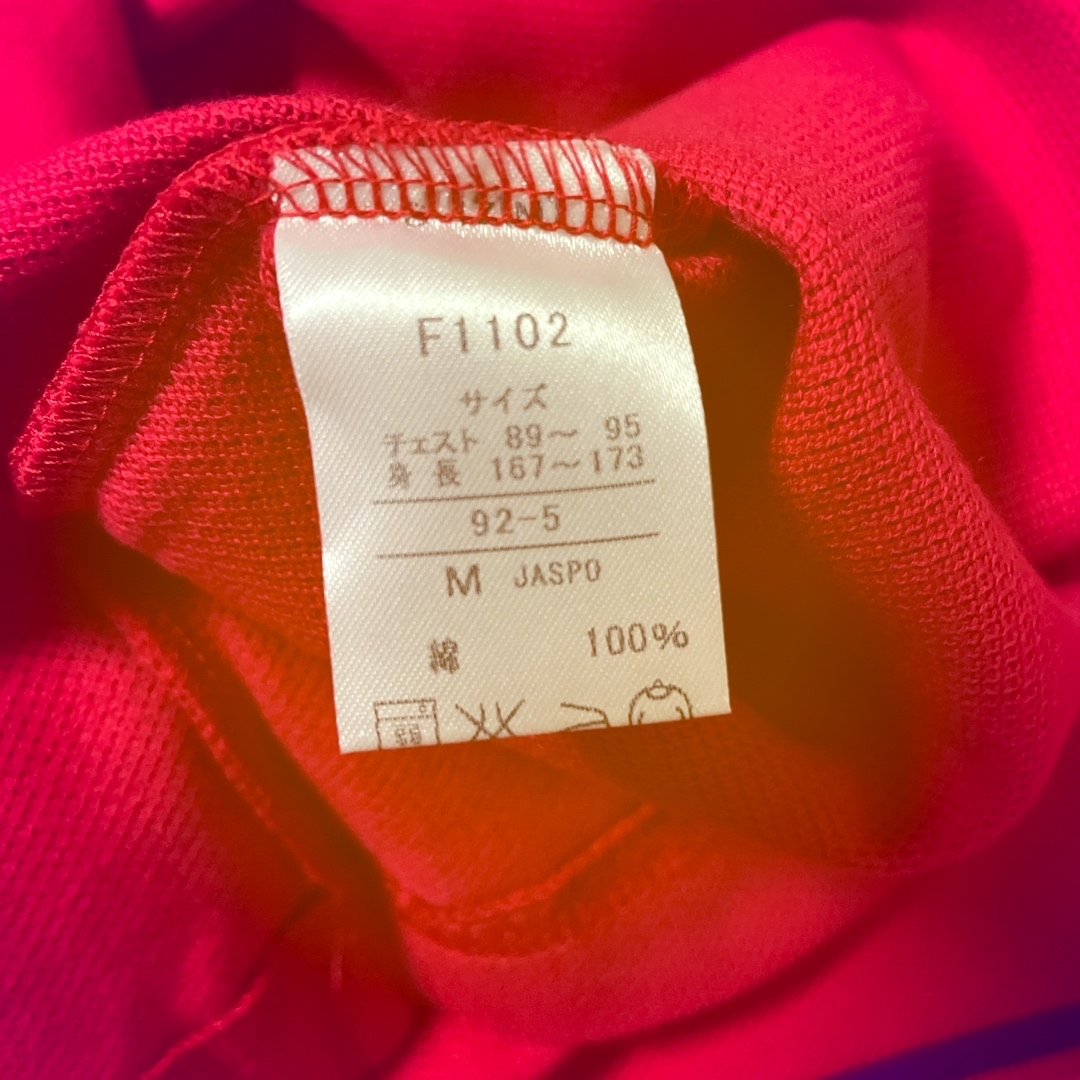 F1102
サイズ
チェスト 89〜 95
身長 167〜173
92-5
M JASPO
綿 100%